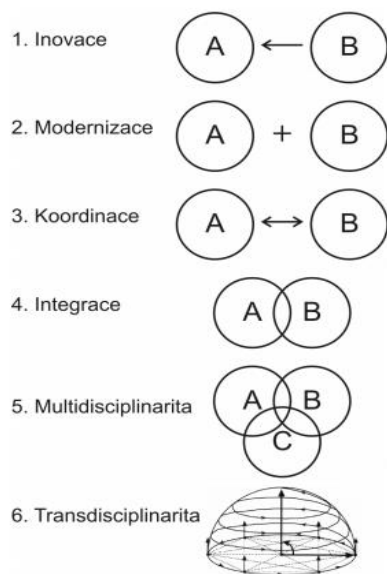 1. Inovace A B
2. Modernizace A + B
3. Koordinace A B
4. Integrace A B
5. Multidisciplinarita A B
C
6. Transdisciplinarita